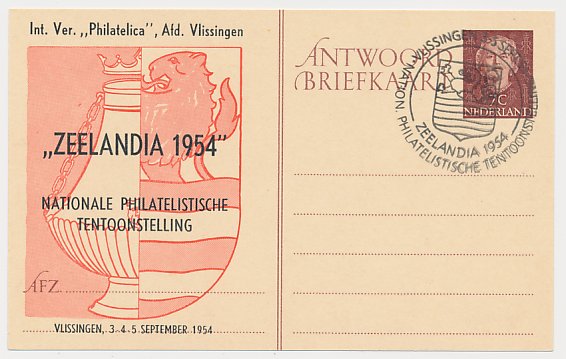 Int. Ver. „Philatelica”, Afd. Vlissingen
„ZEELANDIA 1954”
NATIONALE PHILATELISTISCHE
TENTOONSTELLING
AFZ.
VLISSINGEN, 3-4-5 SEPTEMBER 1954
ANTWOORD
BRIEFKAART
7C
NEDERLAND
VLISSINGEN
NATION. PHILATELISTISCHE TENTOONSTELLING
ZEELANDIA 1954